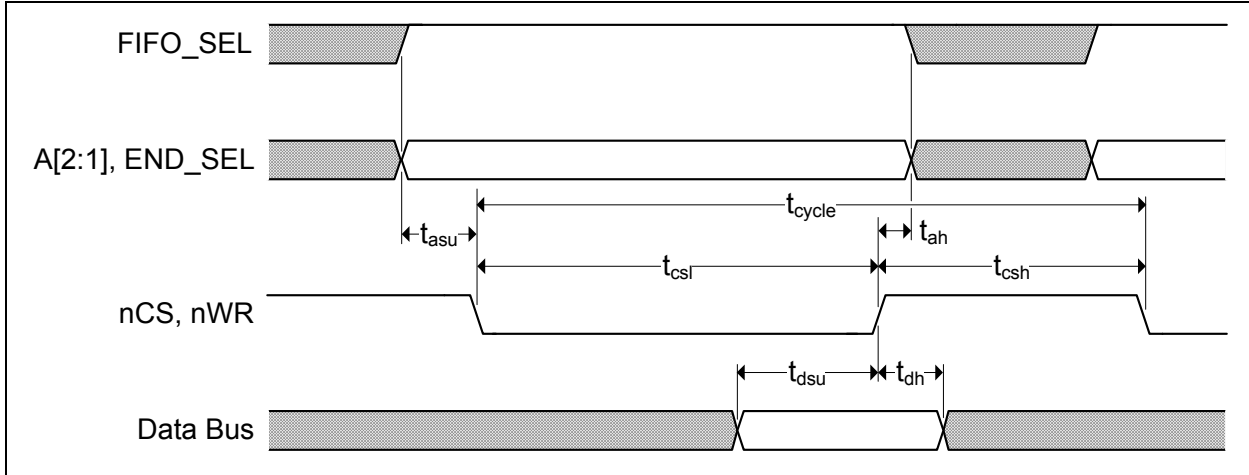 FIFO_SEL
A[2:1], END_SEL
tcycle
tasu
tah
tcsl
tcsh
nCS, nWR
tdsu
tdh
Data Bus